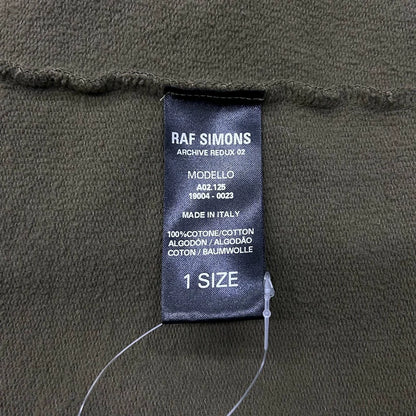 RAF SIMONS
ARCHIVE REDUX 02
MODELLO
A02.125
19004 - 0023
MADE IN ITALY
100%COTONE/COTTON
ALGODÓN / ALGODÃO
COTON / BAUMWOLLE
1 SIZE